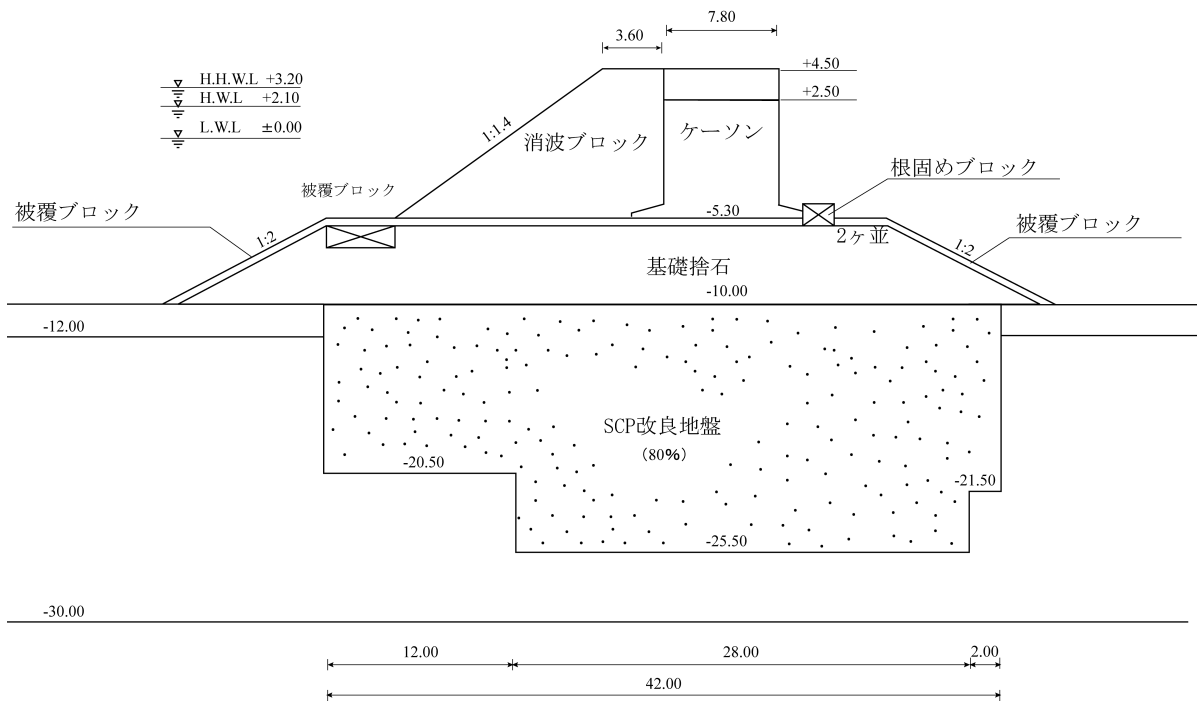 7.80
3.60
H.H.W.L +3.20
H.W.L +2.10
L.W.L ±0.00
+4.50
+2.50
1:1.4
消波ブロック
ケーソン
根固めブロック
被覆ブロック
被覆ブロック
被覆ブロック
-5.30
2ヶ並
1:2
1:2
基礎捨石
-10.00
-12.00
SCP改良地盤
(80%)
-20.50
-21.50
-25.50
-30.00
12.00
28.00
2.00
42.00